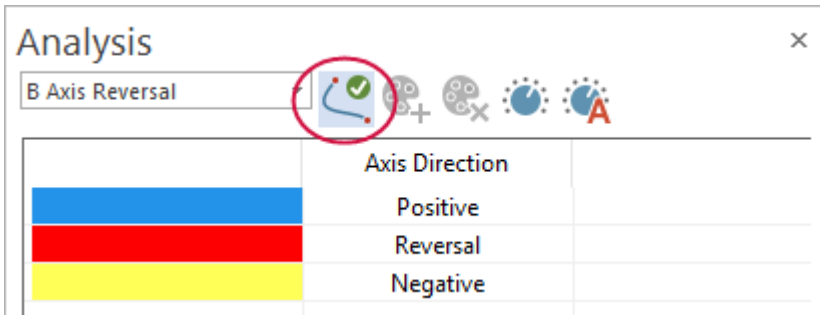 Analysis
B Axis Reversal
A
Axis Direction
Positive
Reversal
Negative